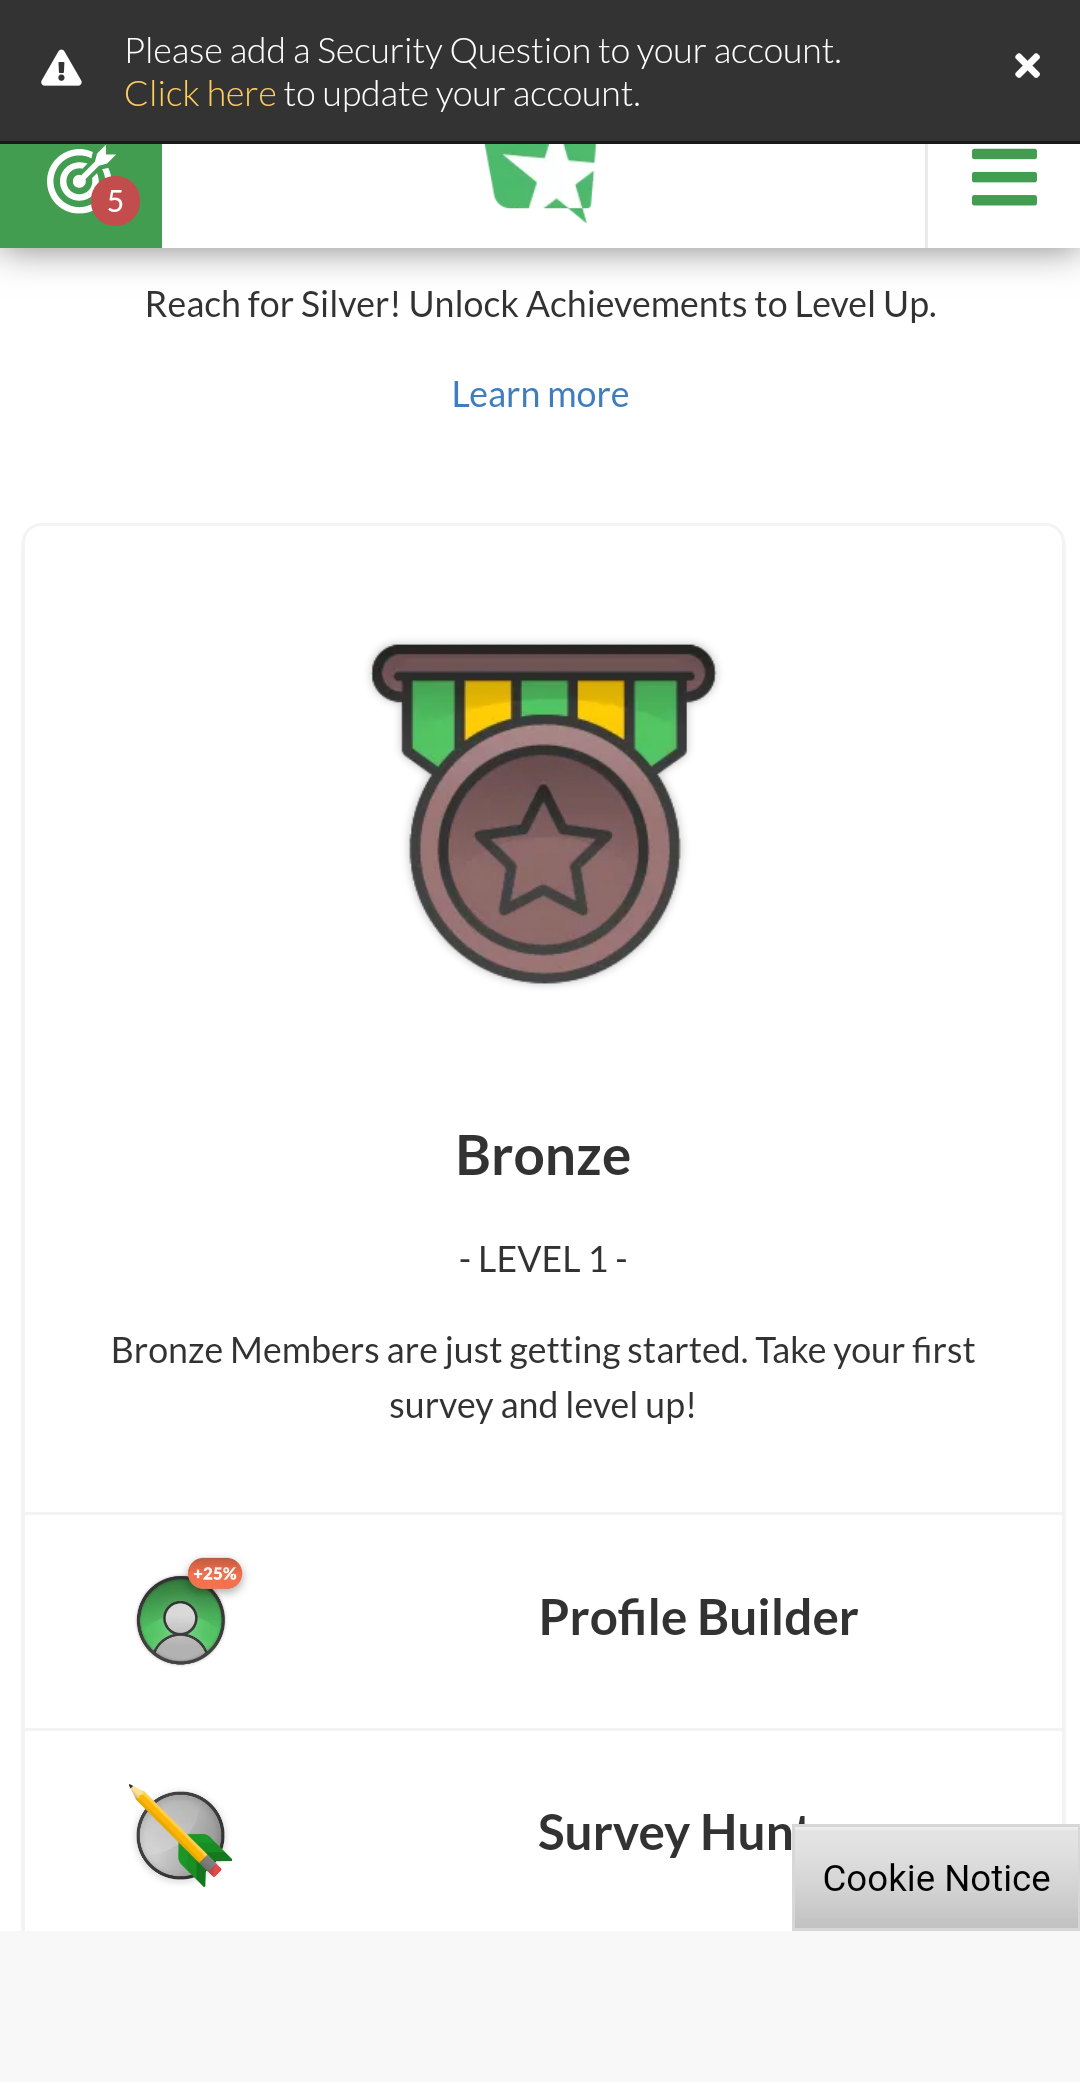 Please add a Security Question to your account.
Click here to update your account.
5
Reach for Silver! Unlock Achievements to Level Up.
Learn more
Bronze
- LEVEL 1 -
Bronze Members are just getting started. Take your first
survey and level up!
+25%
Profile Builder
Survey Hunt
Cookie Notice